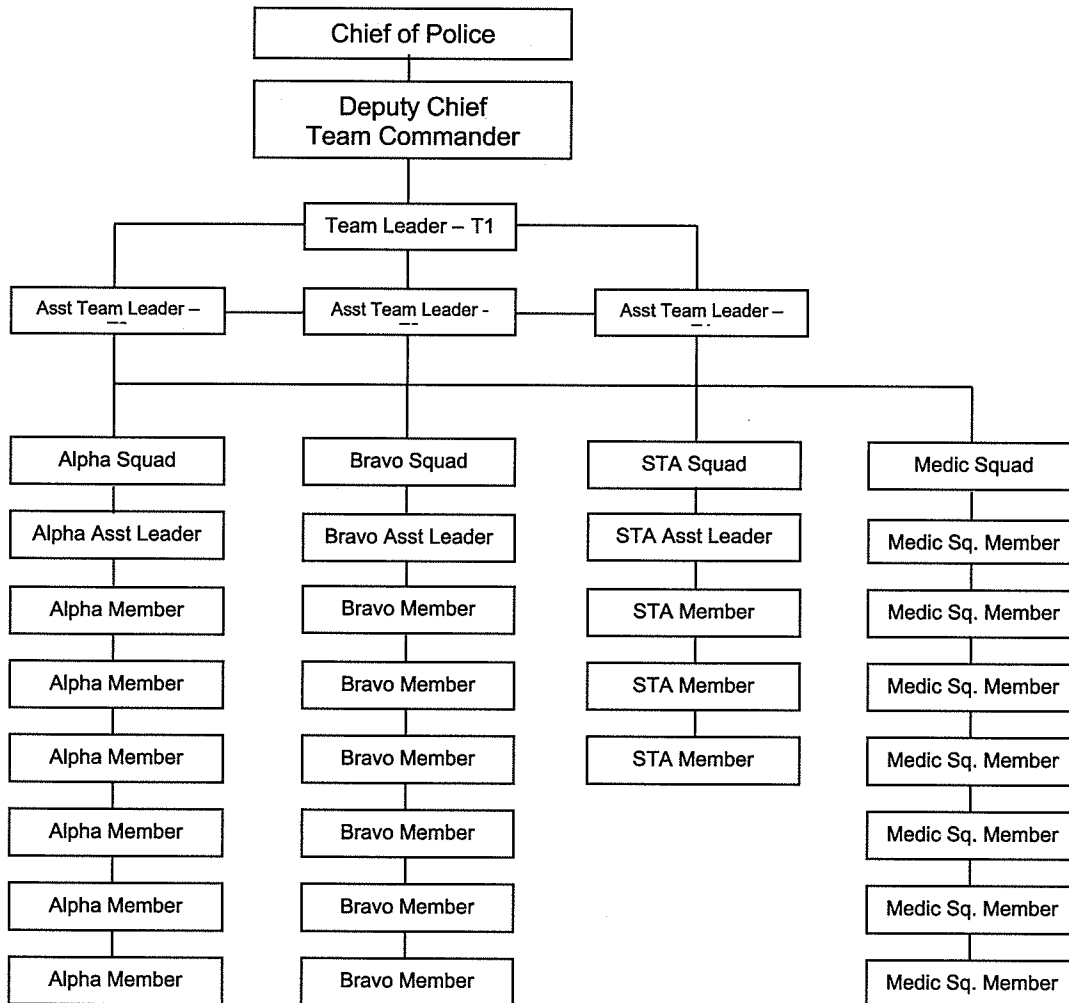 Chief of Police
Deputy Chief
Team Commander
Team Leader – T1
Asst Team Leader –
Asst Team Leader -
Asst Team Leader –
Alpha Squad
Bravo Squad
STA Squad
Medic Squad
Alpha Asst Leader
Bravo Asst Leader
STA Asst Leader
Medic Sq. Member
Alpha Member
Bravo Member
STA Member
Medic Sq. Member
Alpha Member
Bravo Member
STA Member
Medic Sq. Member
Alpha Member
Bravo Member
STA Member
Medic Sq. Member
Alpha Member
Bravo Member
Medic Sq. Member
Alpha Member
Bravo Member
Medic Sq. Member
Alpha Member
Bravo Member
Medic Sq. Member